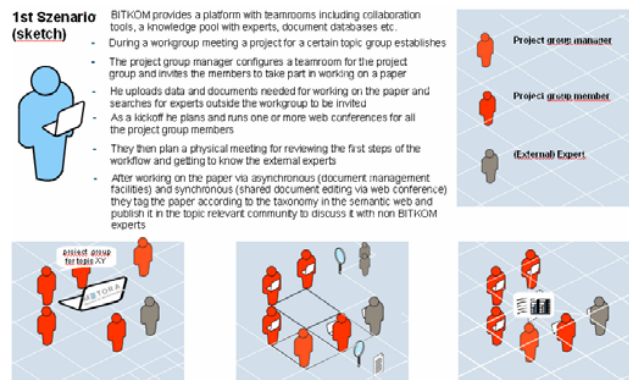 1st Szenario
(sketch)
BITKOM provides a platform with teamrooms including collaboration
tools, a knowledge pool with experts, document databases etc.
- During a workgroup meeting a project for a certain topic group establishes
- The project group manager configures a teamroom for the project
group and invites the members to take part in working on a paper
- He uploads data and documents needed for working on the paper and
searches for experts outside the workgroup to be invited
- As a kickoff he plans and runs one or more web conferences for all
the project group members
- They then plan a physical meeting for reviewing the first steps of the
workflow and getting to know the external experts
- After working on the paper via asynchronous (document management
facilities) and synchronous (shared document editing via web conference)
they tag the paper according to the taxonomy in the semantic web and
publish it in the topic relevant community to discuss it with non BITKOM
experts
Project group manager
Project group member
(External) Expert
project group
for topic XY